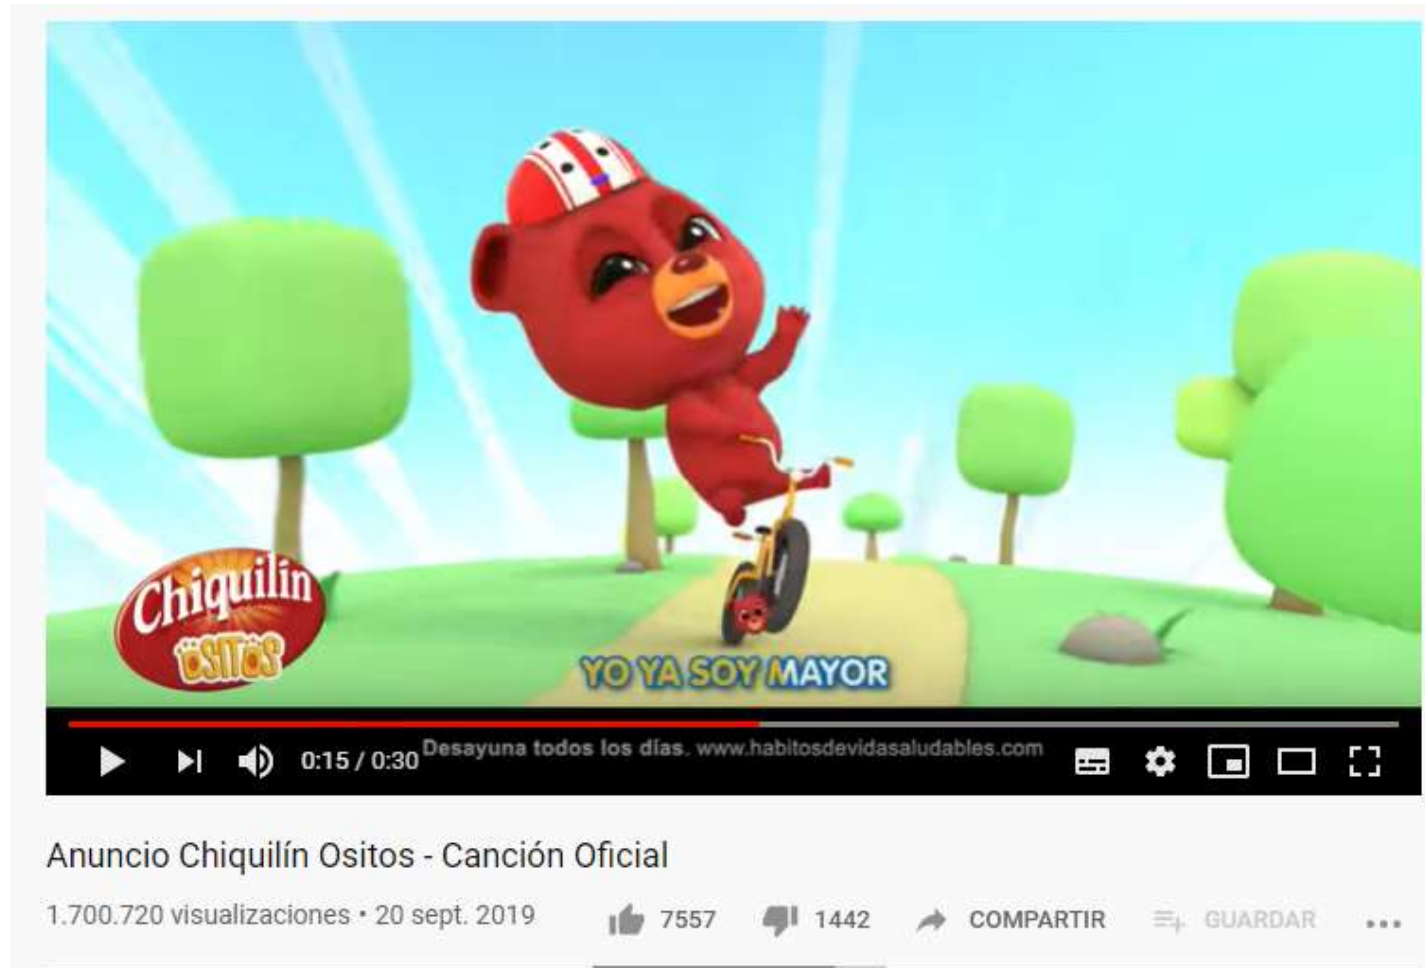 Chiquilín
OSITOS
YO YA SOY MAYOR
0:15 / 0:30
Desayuna todos los días. www.habitosdevidasaludables.com
Anuncio Chiquilín Ositos - Canción Oficial
1.700.720 visualizaciones • 20 sept. 2019
7557
1442
COMPARTIR
GUARDAR